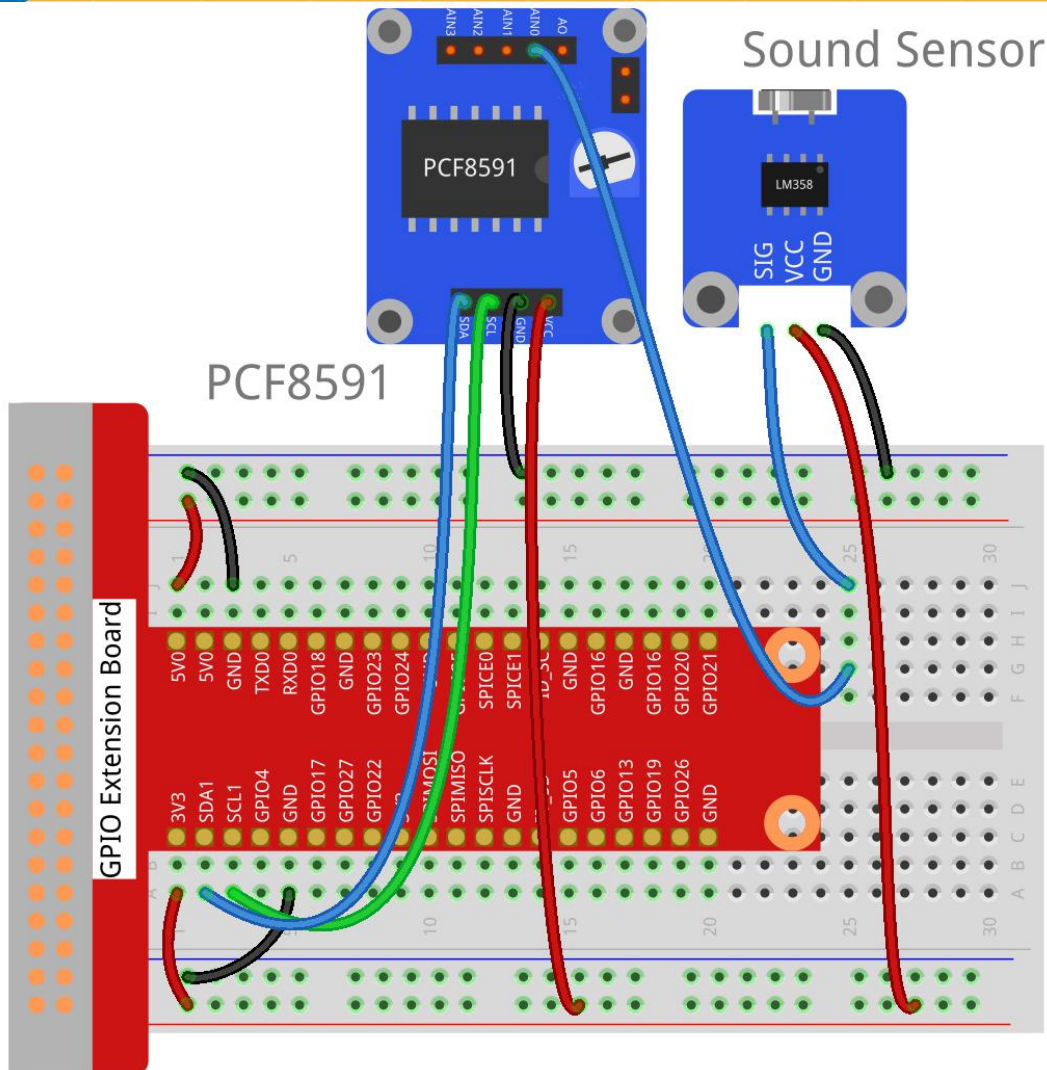 AIN3
AIN2
AIN1
AIN0
AO
Sound Sensor
PCF8591
LM358
SIG
VCC
GND
SDA
SCL
GND
VCC
PCF8591
1
5
10
15
25
30
J
J
I
I
H
G
F
5V0
5V0
GND
TXD0
RXD0
GPIO18
GND
GPIO23
GPIO24
SPICE0
SPICE1
GND
GPIO16
GND
GPIO16
GPIO20
GPIO21
GPIO Extension Board
3V3
SDA1
SCL1
GPIO4
GND
GPIO17
GPIO27
GPIO22
SPIMISO
SPISCLK
GND
GPIO5
GPIO6
GPIO13
GPIO19
GPIO26
GND
E
D
C
B
B
A
A
10
15
20
25
30